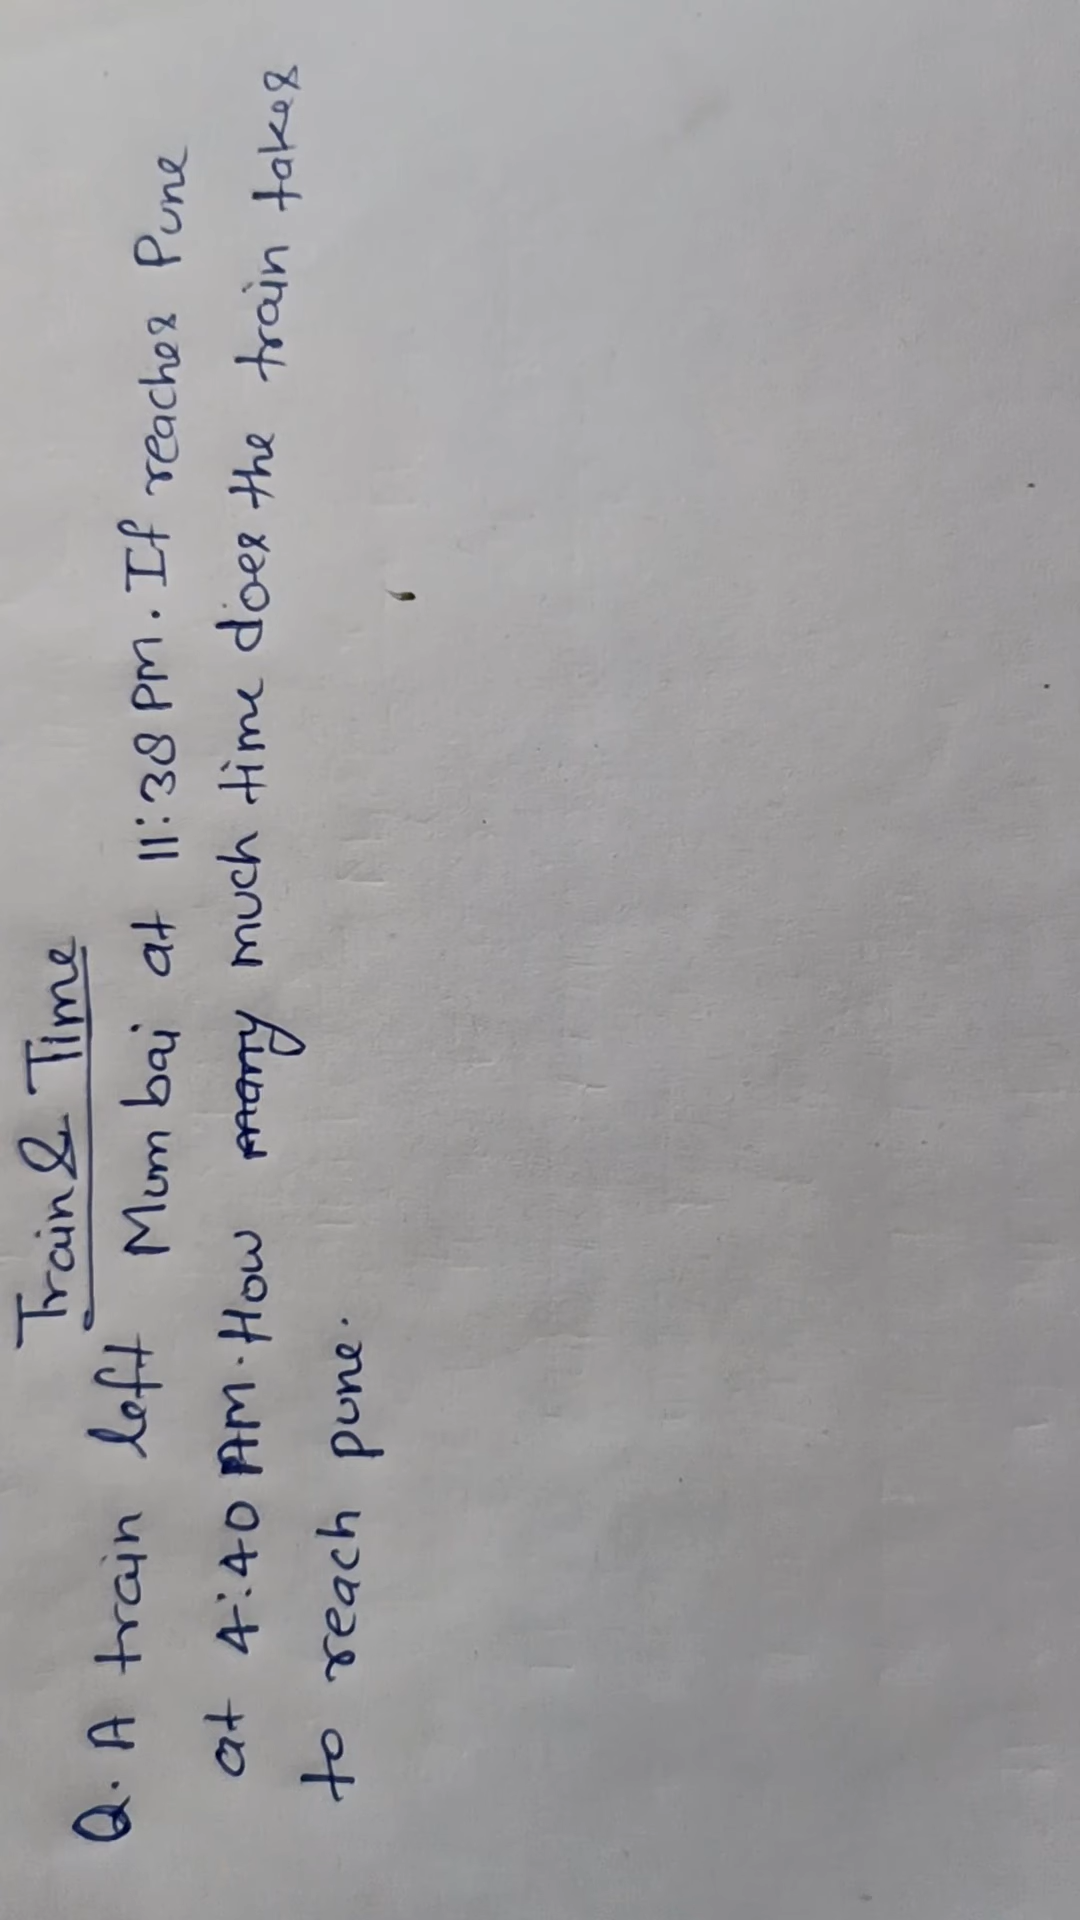 Train & Time
Q. A train left Mumbai at 11:38 PM. If reaches Pune
at 4:40 AM. How many much time does the train takes
to reach pune.